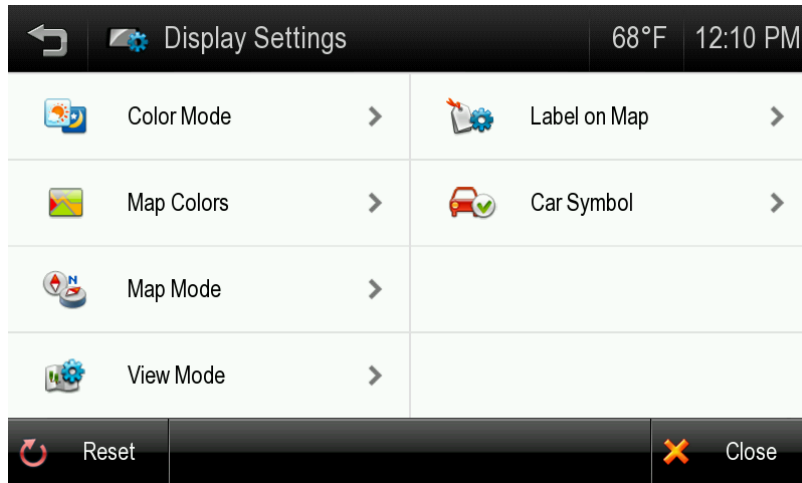 Display Settings 68°F 12:10 PM
Color Mode
Label on Map
Map Colors
Car Symbol
N
Map Mode
View Mode
Reset
Close